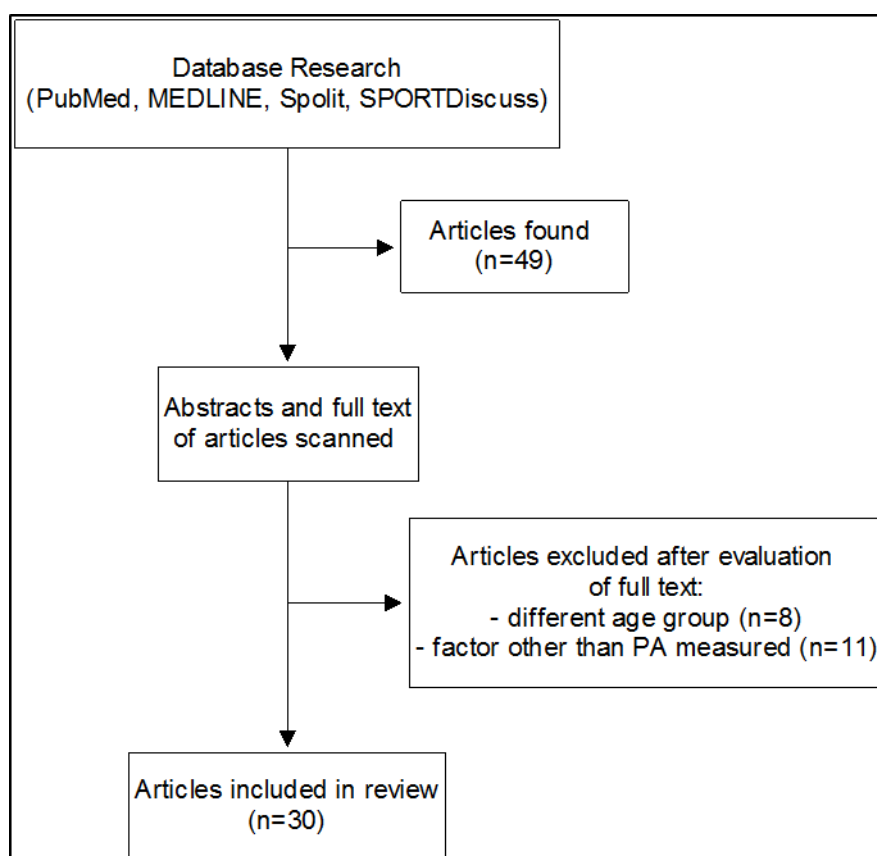 Database Research
(PubMed, MEDLINE, Spolit, SPORTDiscuss)
Articles found
(n=49)
Abstracts and full text
of articles scanned
Articles excluded after evaluation
of full text:
- different age group (n=8)
- factor other than PA measured (n=11)
Articles included in review
(n=30)